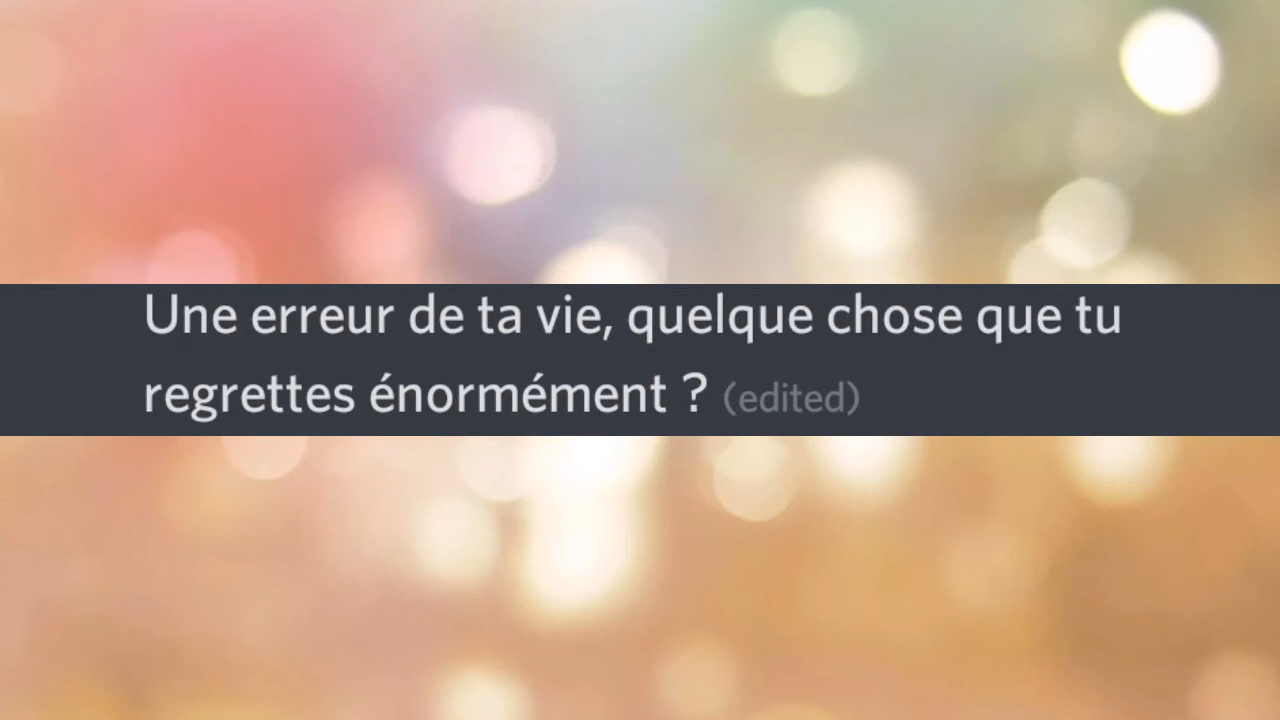 Une erreur de ta vie, quelque chose que tu
regrettes énormément ? (edited)